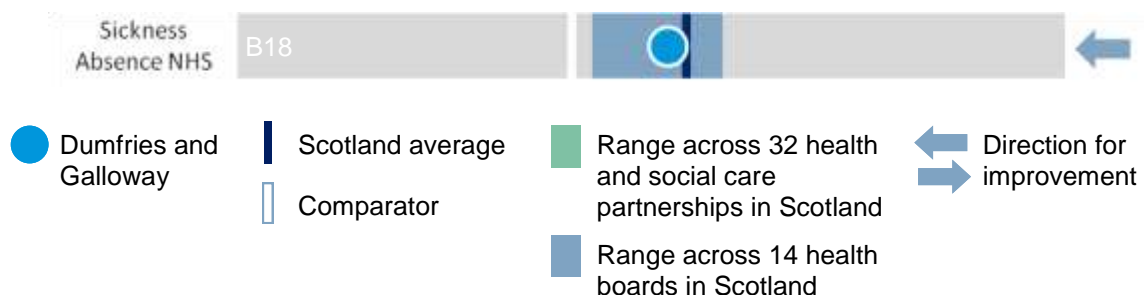 Sickness
Absence NHS
B18
Dumfries and
Galloway
Scotland average
Comparator
Range across 32 health
and social care
partnerships in Scotland
Range across 14 health
boards in Scotland
Direction for
improvement